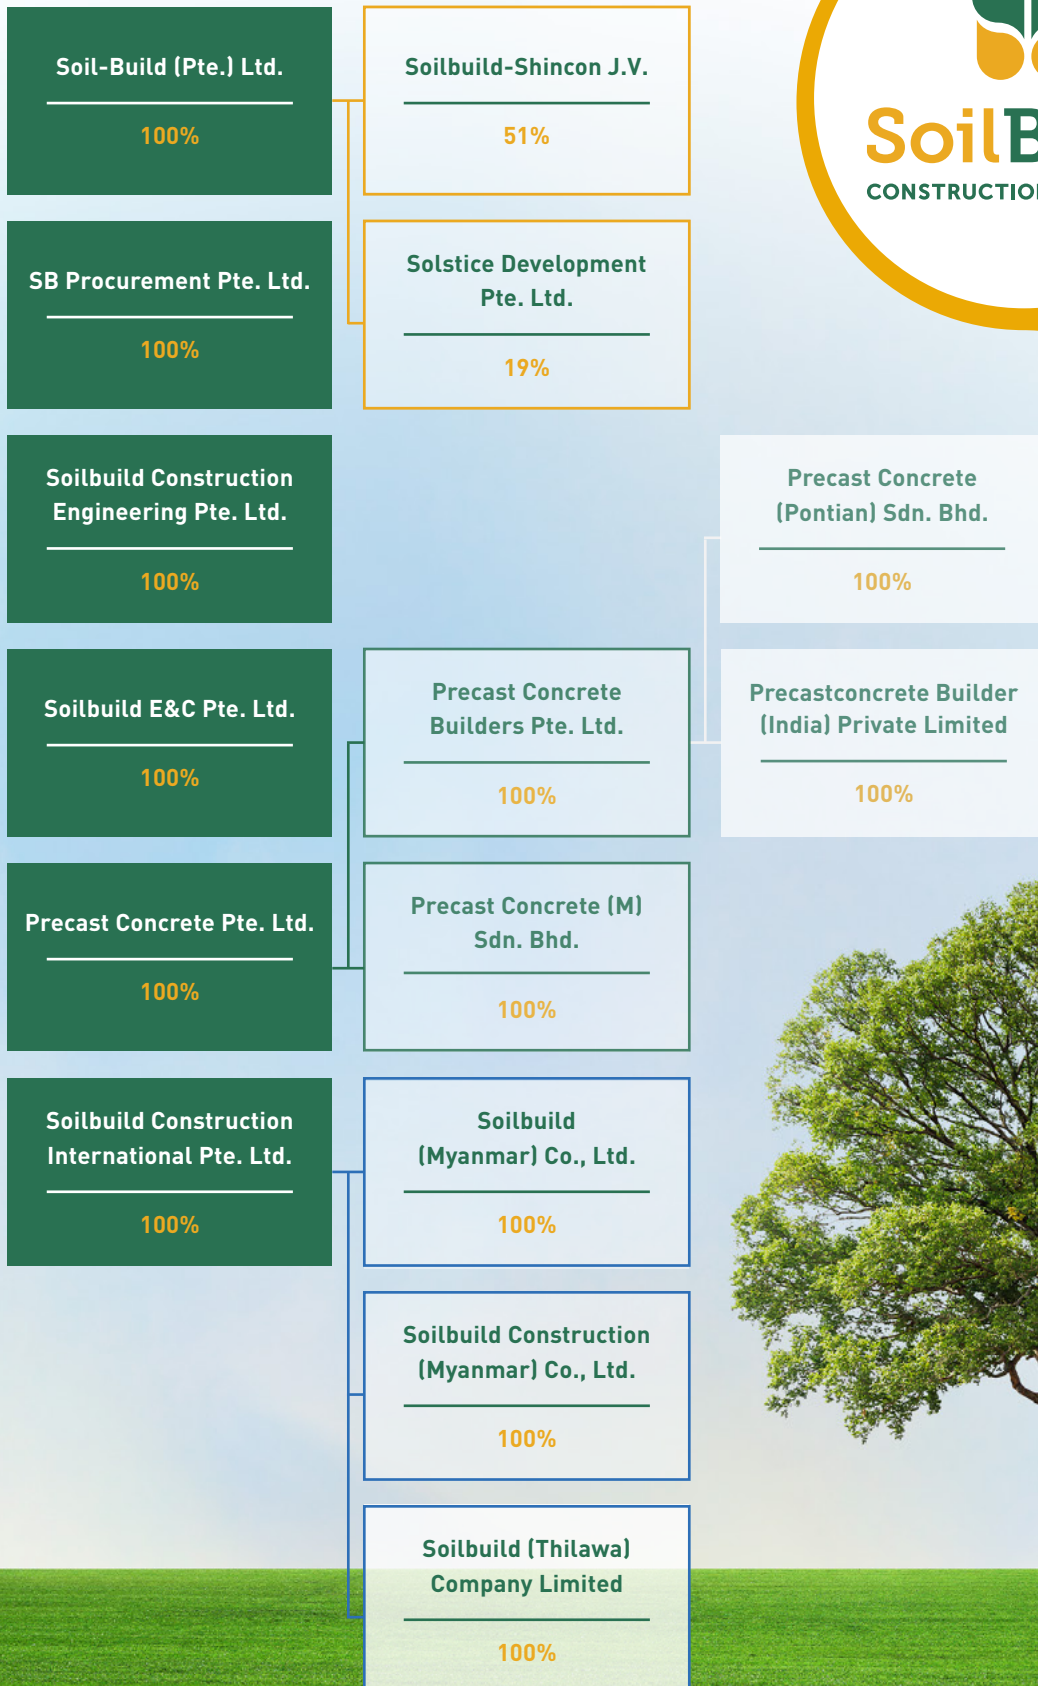 Soil-Build (Pte.) Ltd.
100%
Soilbuild-Shincon J.V.
51%
SB Procurement Pte. Ltd.
100%
Solstice Development
Pte. Ltd.
19%
Soilbuild Construction
Engineering Pte. Ltd.
100%
Precast Concrete
(Pontian) Sdn. Bhd.
100%
Soilbuild E&C Pte. Ltd.
100%
Precast Concrete
Builders Pte. Ltd.
100%
Precastconcrete Builder
(India) Private Limited
100%
Precast Concrete Pte. Ltd.
100%
Precast Concrete (M)
Sdn. Bhd.
100%
Soilbuild Construction
International Pte. Ltd.
100%
Soilbuild
(Myanmar) Co., Ltd.
100%
Soilbuild Construction
(Myanmar) Co., Ltd.
100%
Soilbuild (Thilawa)
Company Limited
100%